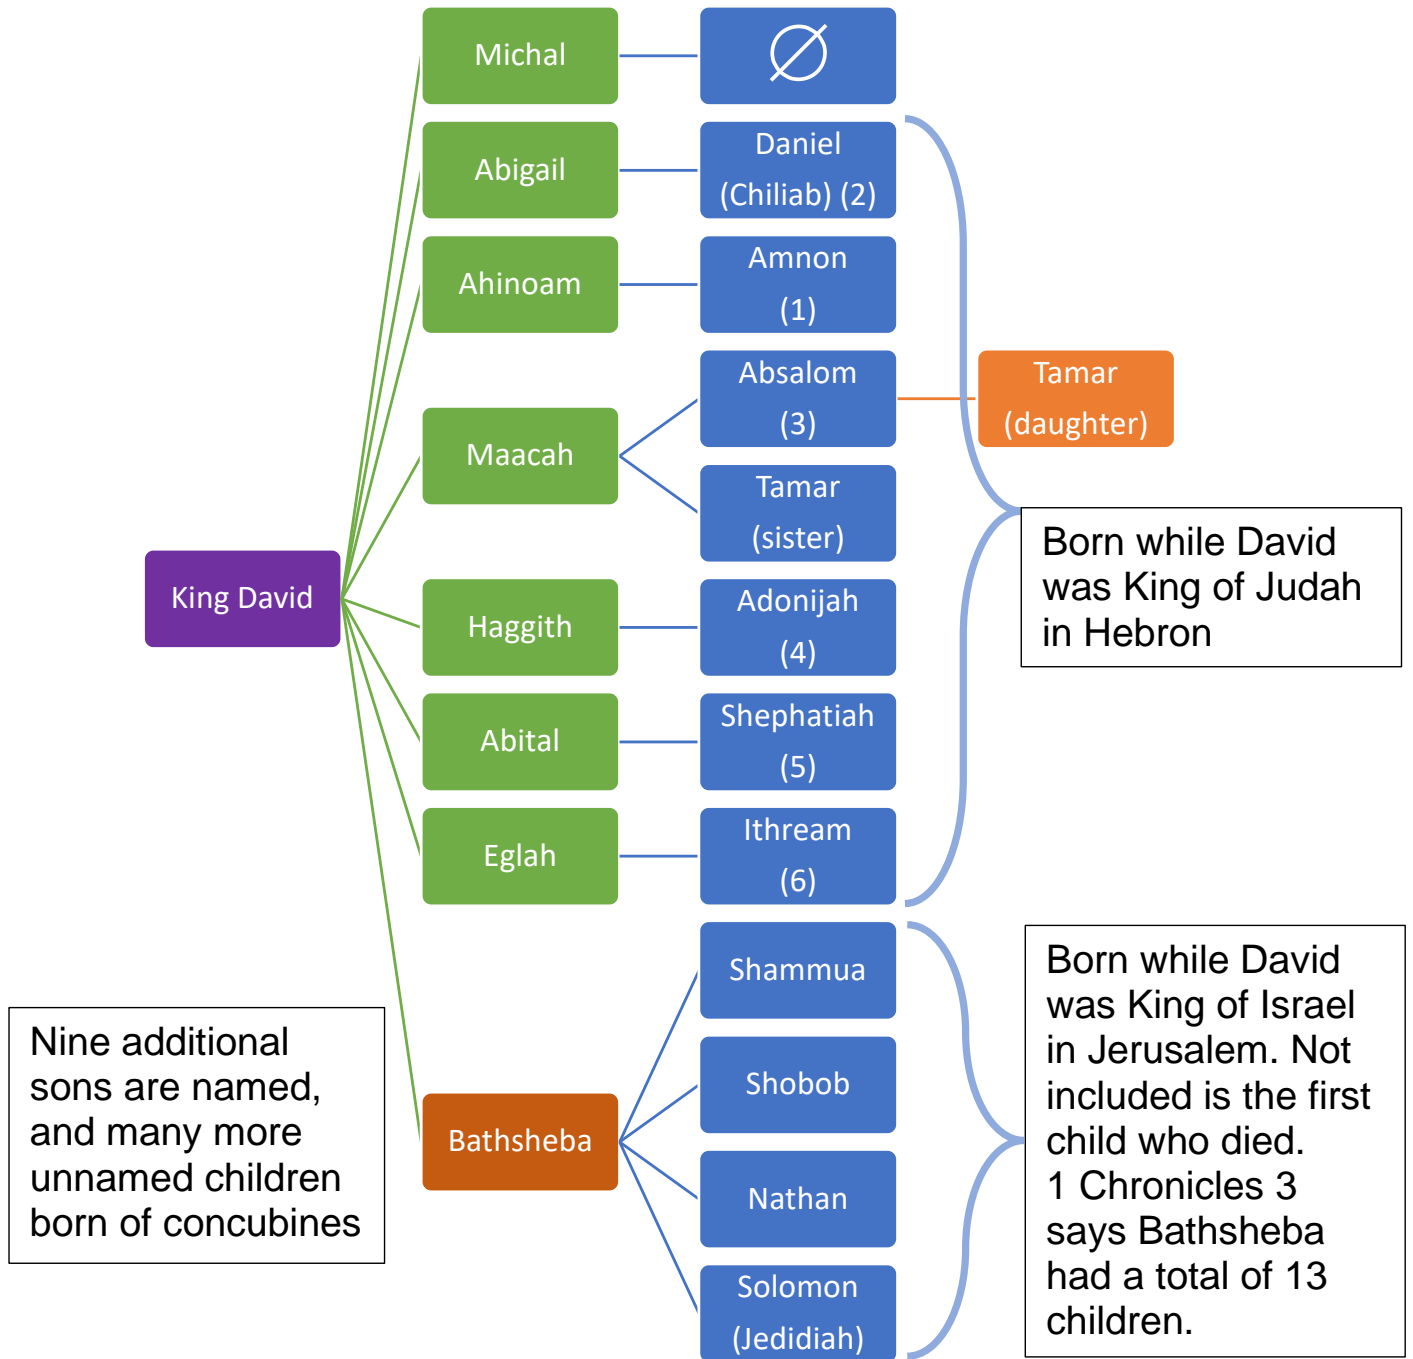 Michal
∅
Abigail
Daniel
(Chiliab) (2)
Ahinoam
Amnon
(1)
Maacah
Absalom
(3)
Tamar
(daughter)
Tamar
(sister)
King David
Haggith
Adonijah
(4)
Abital
Shephatiah
(5)
Eglah
Ithream
(6)
Born while David
was King of Judah
in Hebron
Bathsheba
Shammua
Shobob
Nathan
Solomon
(Jedidiah)
Nine additional
sons are named,
and many more
unnamed children
born of concubines
Born while David
was King of Israel
in Jerusalem. Not
included is the first
child who died.
1 Chronicles 3
says Bathsheba
had a total of 13
children.